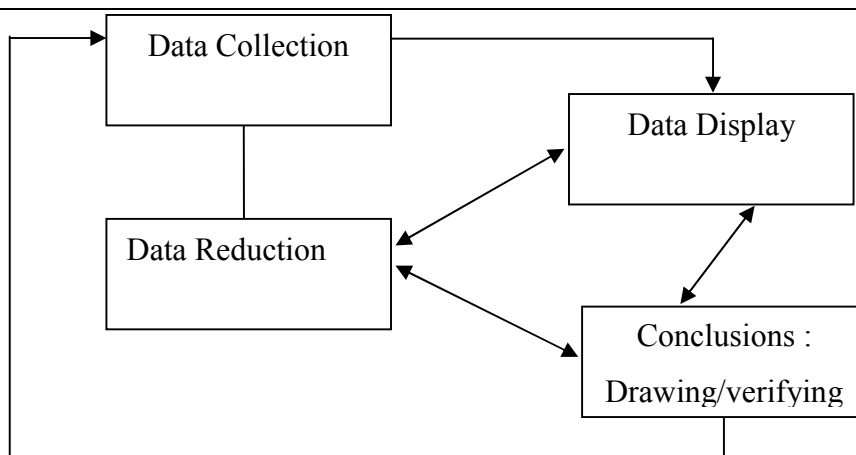 Data Collection
Data Display
Data Reduction
Conclusions :
Drawing/verifying